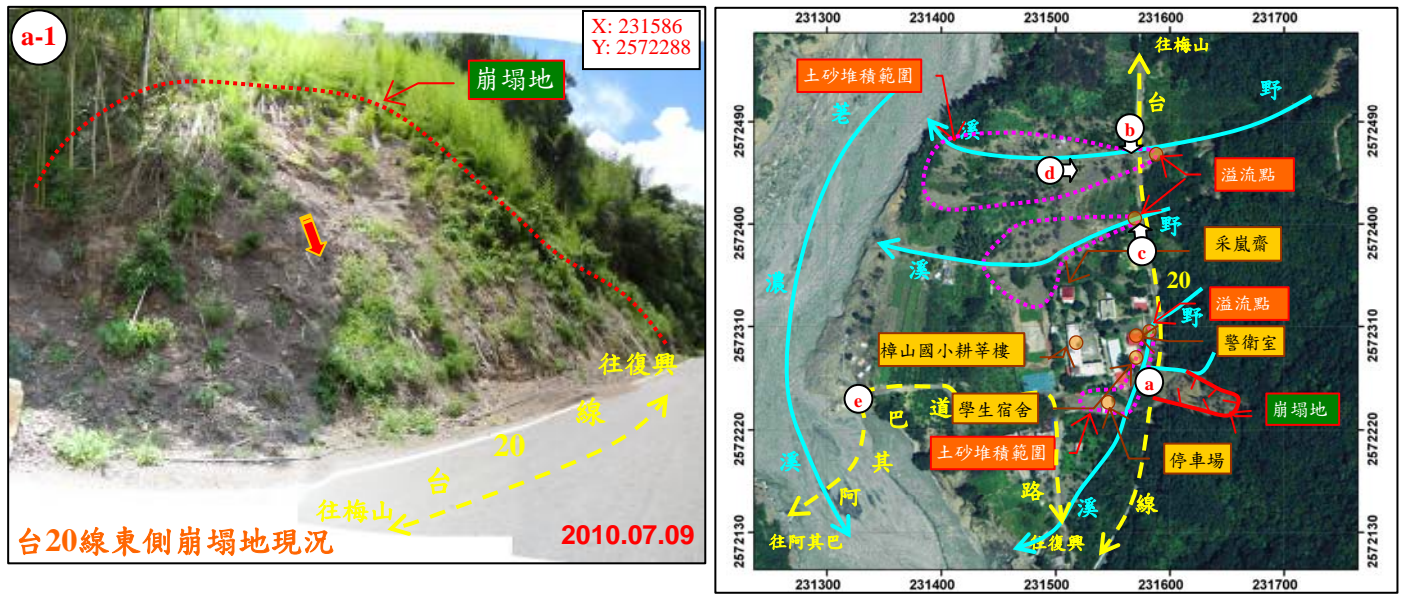 a-1
X: 231586
Y: 2572288
崩塌地
往復興
台 20 線
往梅山
台20線東側崩塌地現況
2010.07.09
231300 231400 231500 231600 231700
2572490
2572400
2572310
2572220
2572130
231300 231400 231500 231600 231700
2572490
2572400
2572310
2572220
2572130
往梅山
土砂堆積範圍
台 20 線
荖濃溪
野溪
b
d
溢流點
野溪
c
采嵐齋
溢流點
野溪
警衛室
樟山國小耕莘樓
a
e
巴道
學生宿舍
崩塌地
土砂堆積範圍
停車場
其
阿
路
往阿其巴
往復興